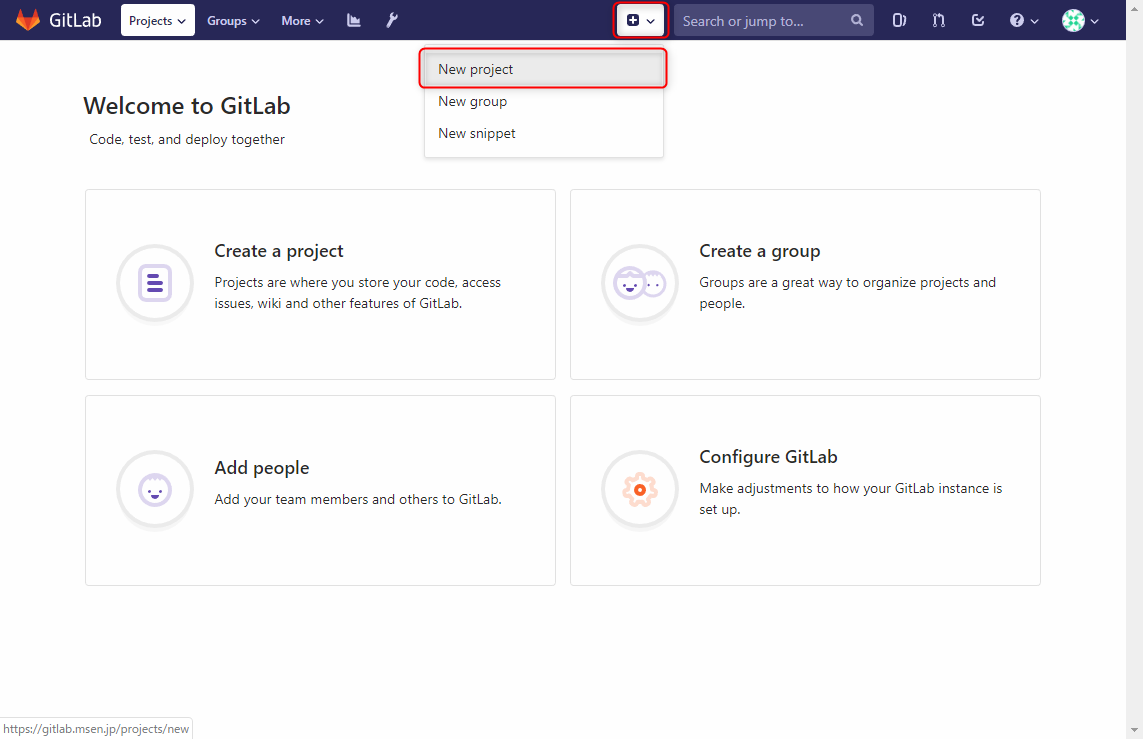 GitLab Projects Groups More Search or jump to...
New project
New group
New snippet
Welcome to GitLab
Code, test, and deploy together
Create a project
Projects are where you store your code, access
issues, wiki and other features of GitLab.
Create a group
Groups are a great way to organize projects and
people.
Add people
Add your team members and others to GitLab.
Configure GitLab
Make adjustments to how your GitLab instance is
set up.
https://gitlab.msen.jp/projects/new